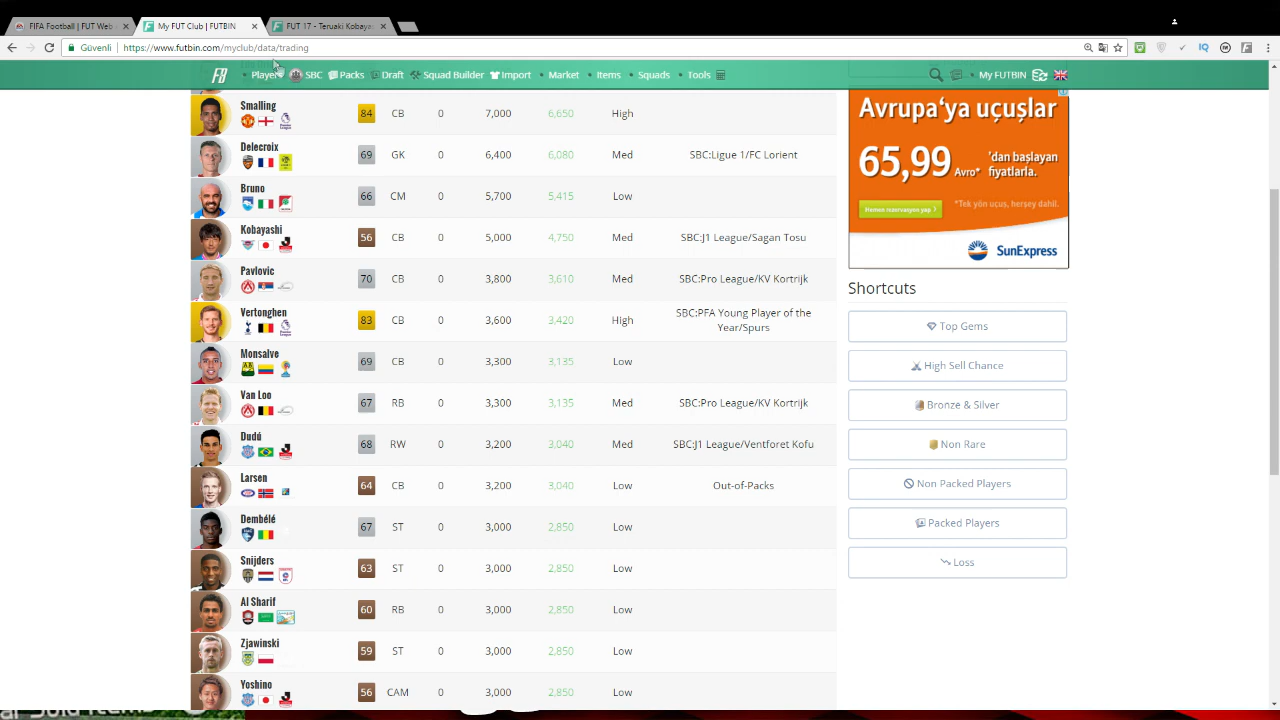 FIFA Football | FUT Web
My FUT Club | FUTBIN
FUT 17 - Teruaki Kobaya
Güvenli
https://www.futbin.com/myclub/data/trading
FB
Players
SBC
Packs
Draft
Squad Builder
Import
Market
Items
Squads
Tools
My FUTBIN
Smalling 84 CB 0 7,000 6,650 High
Delecroix 69 GK 0 6,400 6,080 Med SBC:Ligue 1/FC Lorient
Bruno 66 CM 0 5,700 5,415 Low
Kobayashi 56 CB 0 5,000 4,750 Med SBC:J1 League/Sagan Tosu
Pavlovic 70 CB 0 3,800 3,610 Med SBC:Pro League/KV Kortrijk
Vertonghen 83 CB 0 3,600 3,420 High SBC:PFA Young Player of the
Year/Spurs
Monsalve 69 CB 0 3,300 3,135 Low
Van Loo 67 RB 0 3,300 3,135 Med SBC:Pro League/KV Kortrijk
Dudú 68 RW 0 3,200 3,040 Med SBC:J1 League/Ventforet Kofu
Larsen 64 CB 0 3,200 3,040 Low Out-of-Packs
Dembélé 67 ST 0 3,000 2,850 Low
Snijders 63 ST 0 3,000 2,850 Low
Al Sharif 60 RB 0 3,000 2,850 Low
Zjawinski 59 ST 0 3,000 2,850 Low
Yoshino 56 CAM 0 3,000 2,850 Low
Avrupa'ya uçuşlar
65,99 Avro* 'dan başlayan
fiyatlarla.
Hemen rezervasyon yap >
*Tek yön uçuş, herşey dahil.
SunExpress
Shortcuts
Top Gems
High Sell Chance
Bronze & Silver
Non Rare
Non Packed Players
Packed Players
Loss